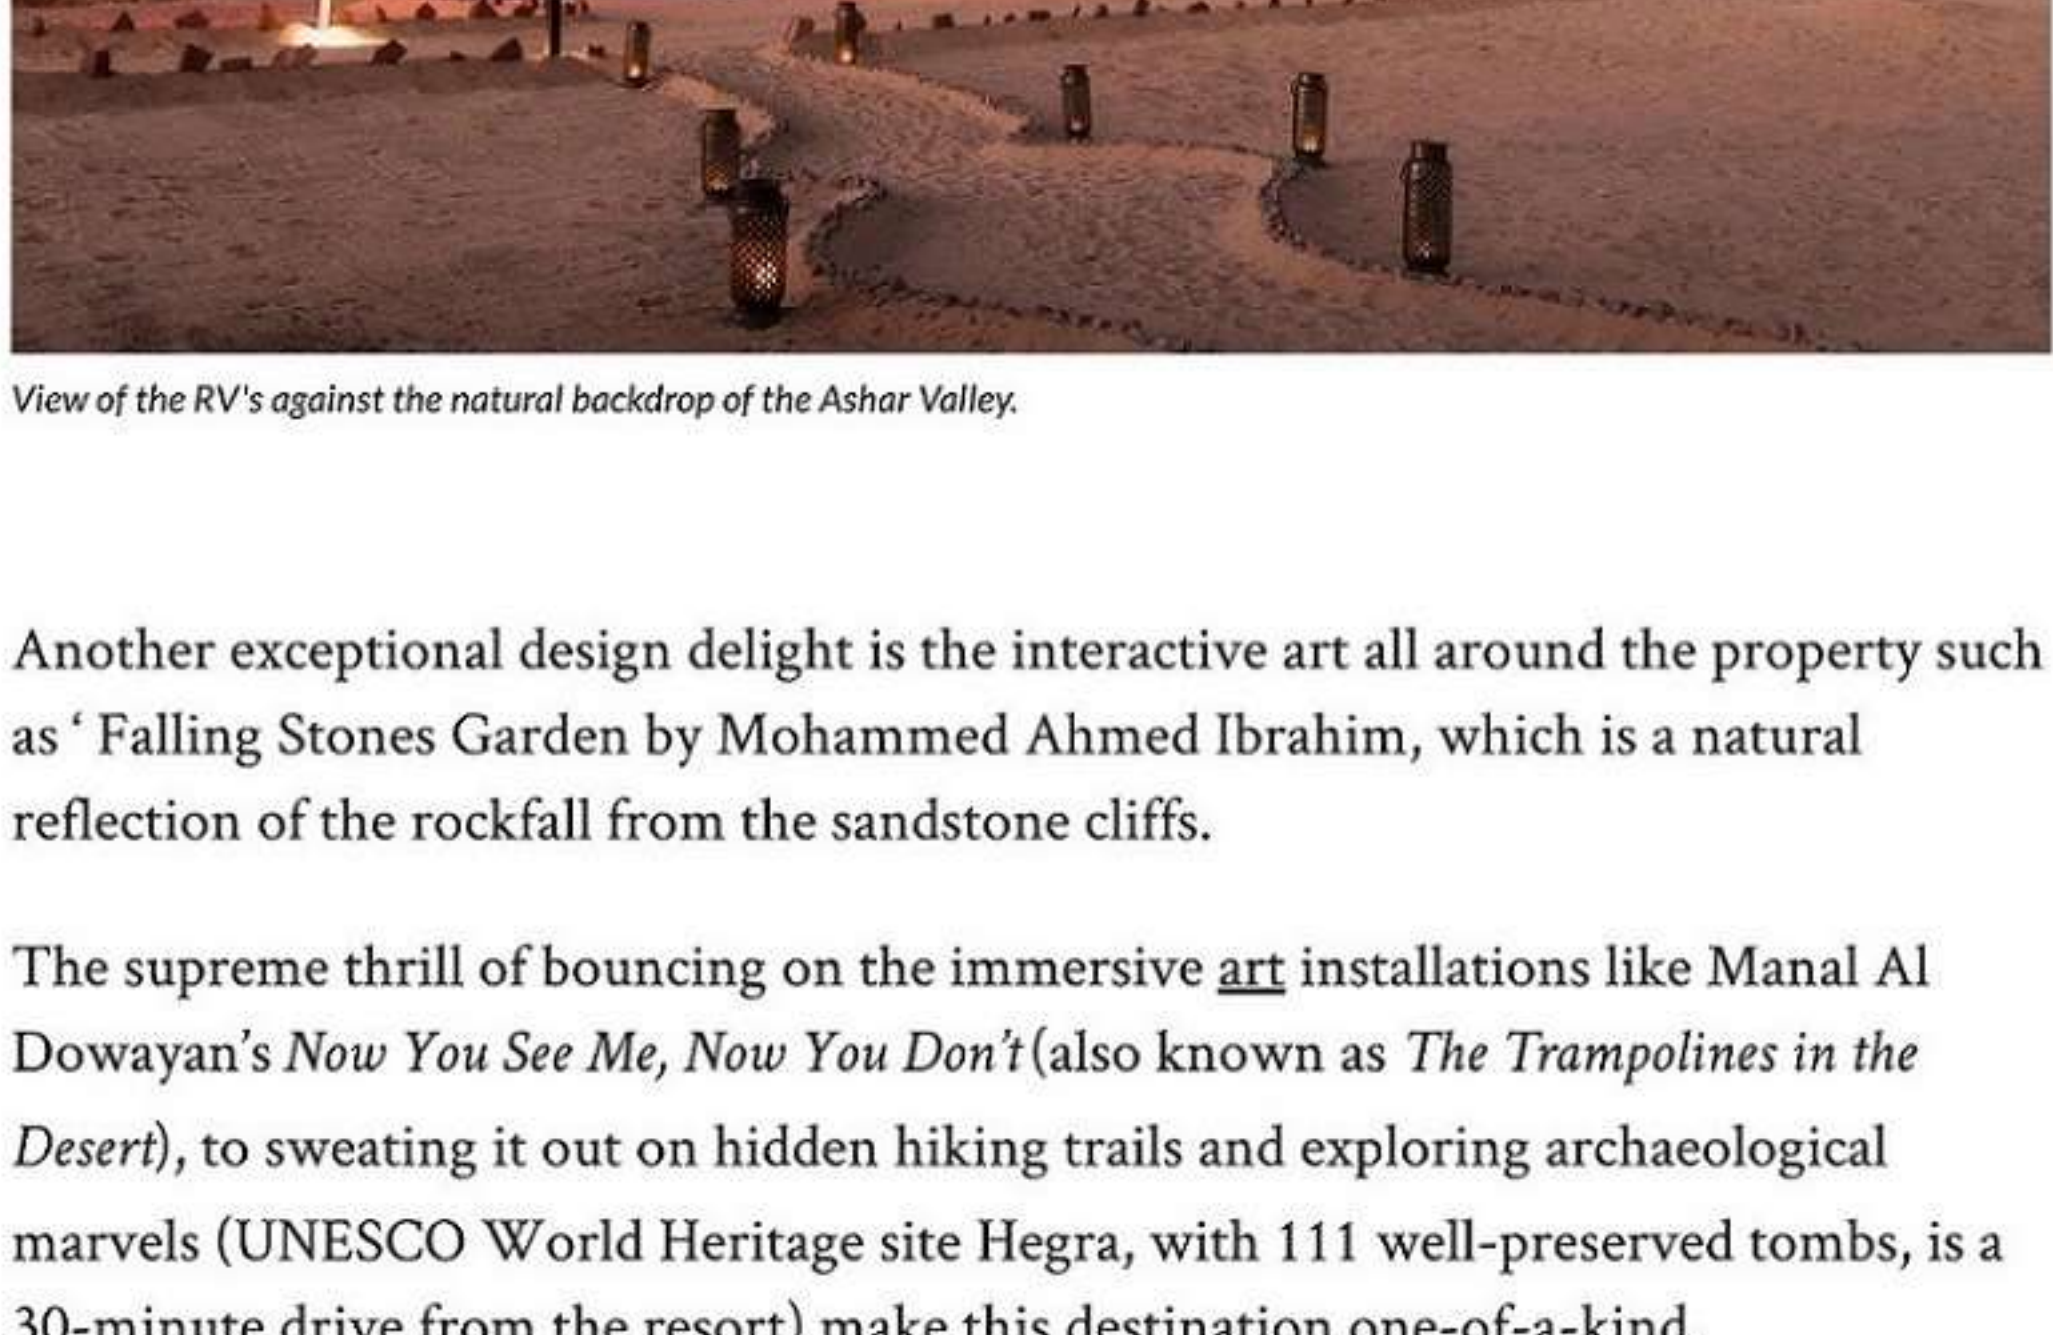 View of the RV's against the natural backdrop of the Ashar Valley.
Another exceptional design delight is the interactive art all around the property such
as ‘ Falling Stones Garden by Mohammed Ahmed Ibrahim, which is a natural
reflection of the rockfall from the sandstone cliffs.
The supreme thrill of bouncing on the immersive art installations like Manal Al
Dowayan’s Now You See Me, Now You Don’t (also known as The Trampolines in the
Desert), to sweating it out on hidden hiking trails and exploring archaeological
marvels (UNESCO World Heritage site Hegra, with 111 well-preserved tombs, is a
30-minute drive from the resort) make this destination one-of-a-kind.